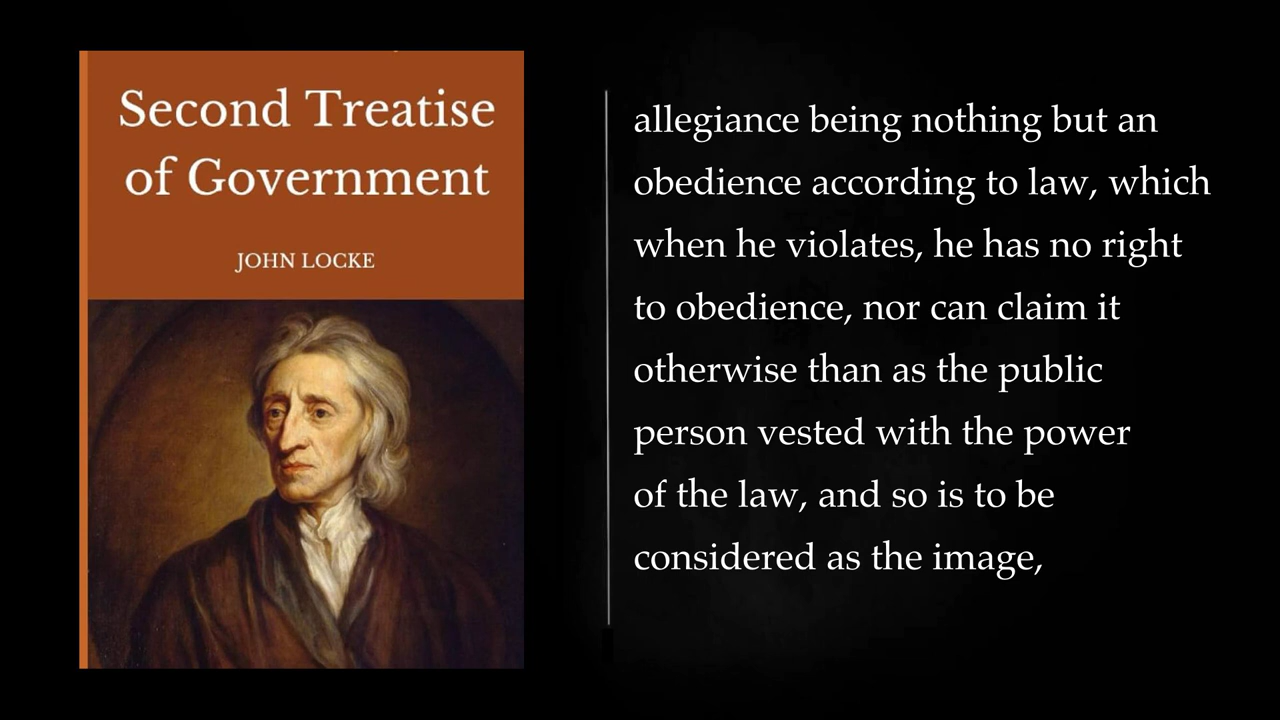 Second Treatise
of Government
JOHN LOCKE
allegiance being nothing but an
obedience according to law, which
when he violates, he has no right
to obedience, nor can claim it
otherwise than as the public
person vested with the power
of the law, and so is to be
considered as the image,